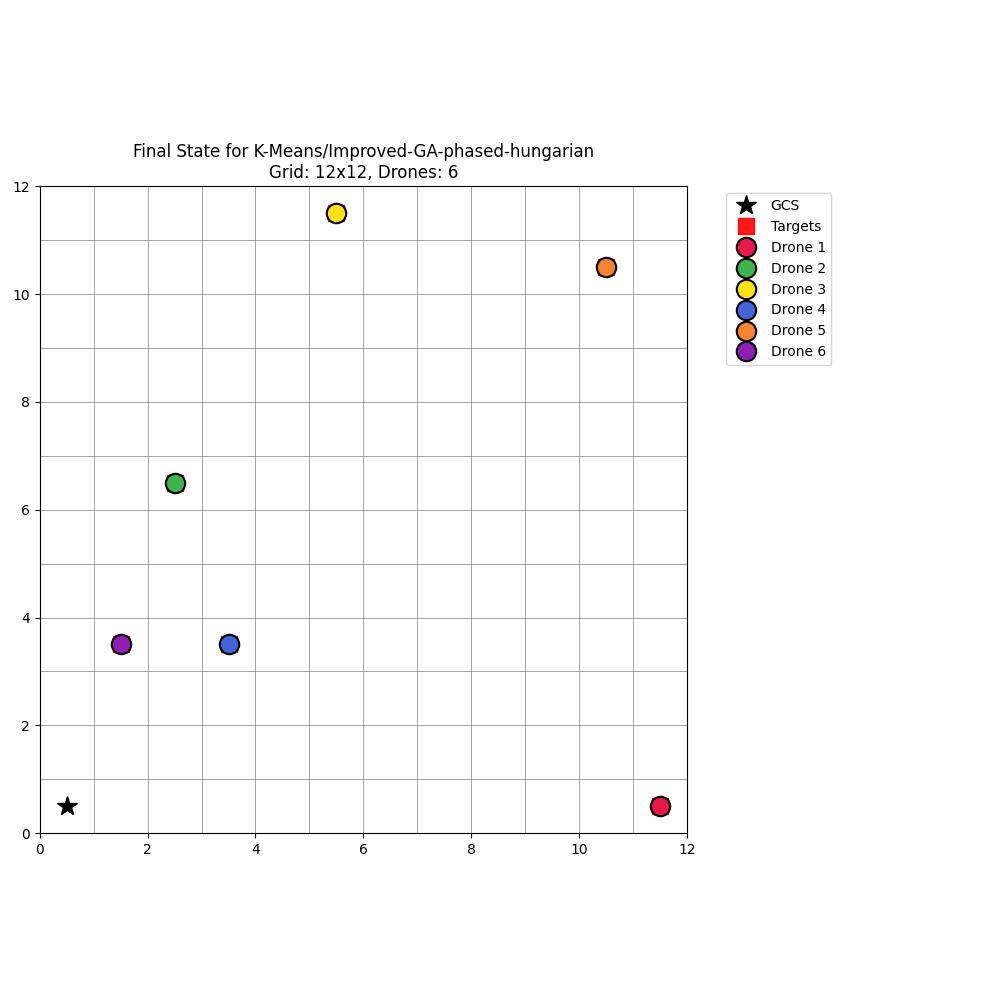 Final State for K-Means/Improved-GA-phased-hungarian
Grid: 12x12, Drones: 6
12
10
8
6
4
2
0
0 2 4 6 8 10 12
GCS
Targets
Drone 1
Drone 2
Drone 3
Drone 4
Drone 5
Drone 6